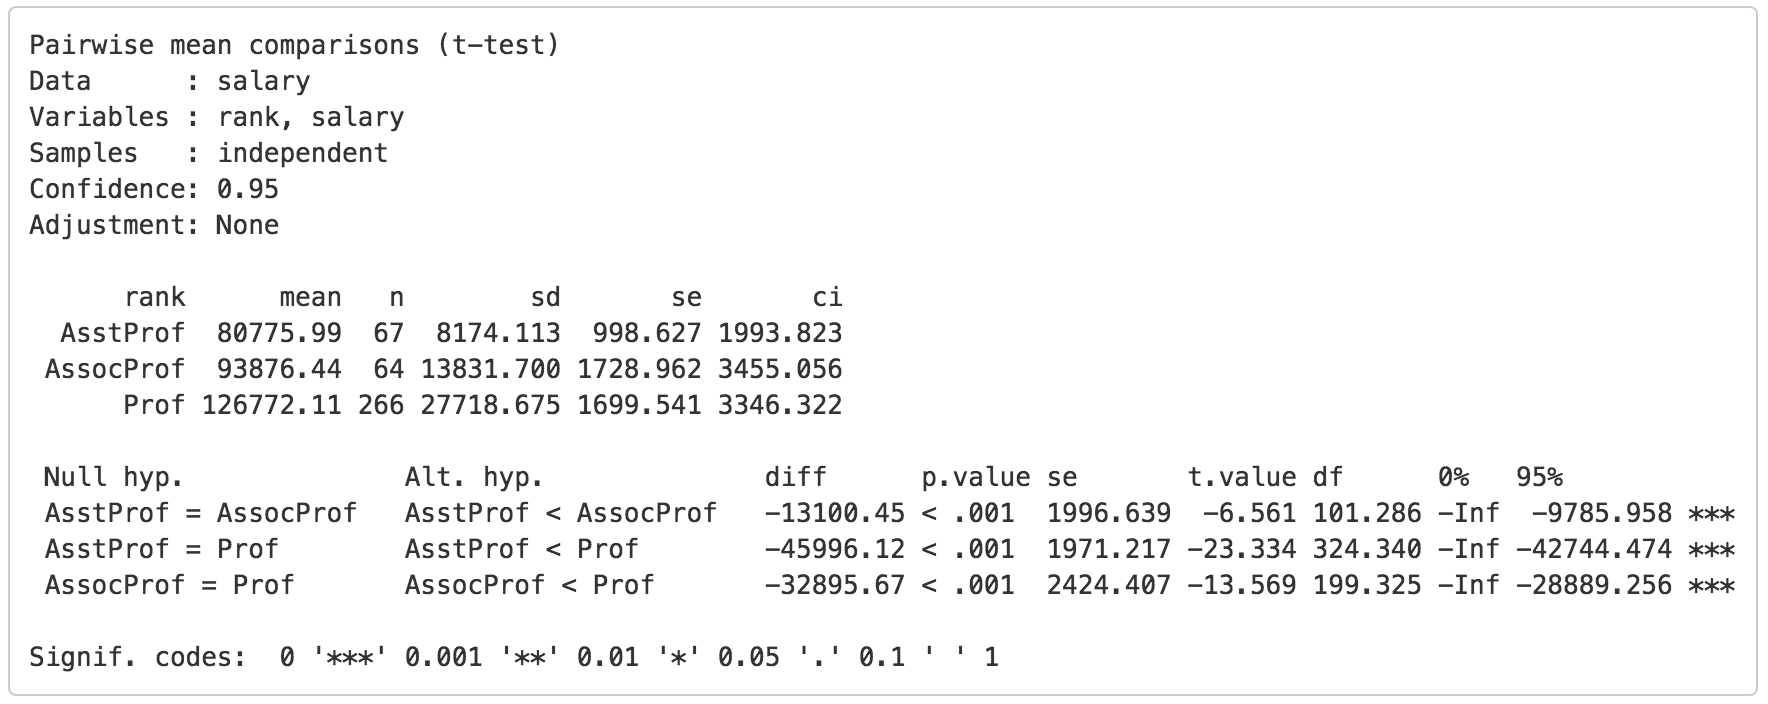 Pairwise mean comparisons (t-test)
Data      : salary
Variables : rank, salary
Samples   : independent
Confidence: 0.95
Adjustment: None

      rank      mean   n        sd       se       ci
  AsstProf  80775.99  67  8174.113  998.627 1993.823
 AssocProf  93876.44  64 13831.700 1728.962 3455.056
      Prof 126772.11 266 27718.675 1699.541 3346.322

 Null hyp.              Alt. hyp.              diff      p.value se       t.value df      0%   95%
 AsstProf = AssocProf   AsstProf < AssocProf   -13100.45 < .001  1996.639  -6.561 101.286 -Inf  -9785.958 ***
 AsstProf = Prof        AsstProf < Prof        -45996.12 < .001  1971.217 -23.334 324.340 -Inf -42744.474 ***
 AssocProf = Prof       AssocProf < Prof       -32895.67 < .001  2424.407 -13.569 199.325 -Inf -28889.256 ***

Signif. codes:  0 '***' 0.001 '**' 0.01 '*' 0.05 '.' 0.1 ' ' 1